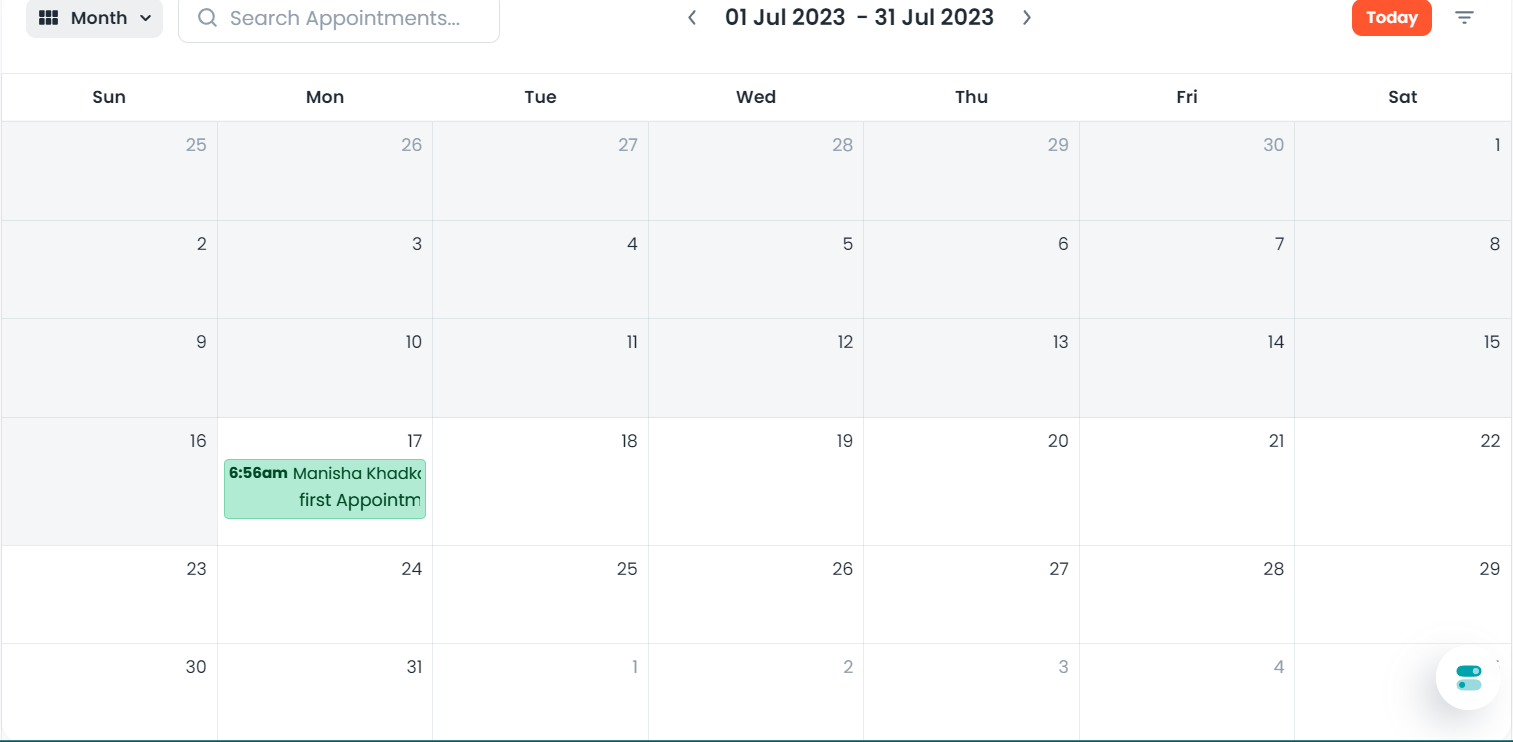 Month Search Appointments... 01 Jul 2023 - 31 Jul 2023 Today
Sun Mon Tue Wed Thu Fri Sat
25 26 27 28 29 30 1
2 3 4 5 6 7 8
9 10 11 12 13 14 15
16 17 18 19 20 21 22
6:56am Manisha Khadka
first Appointm
23 24 25 26 27 28 29
30 31 1 2 3 4